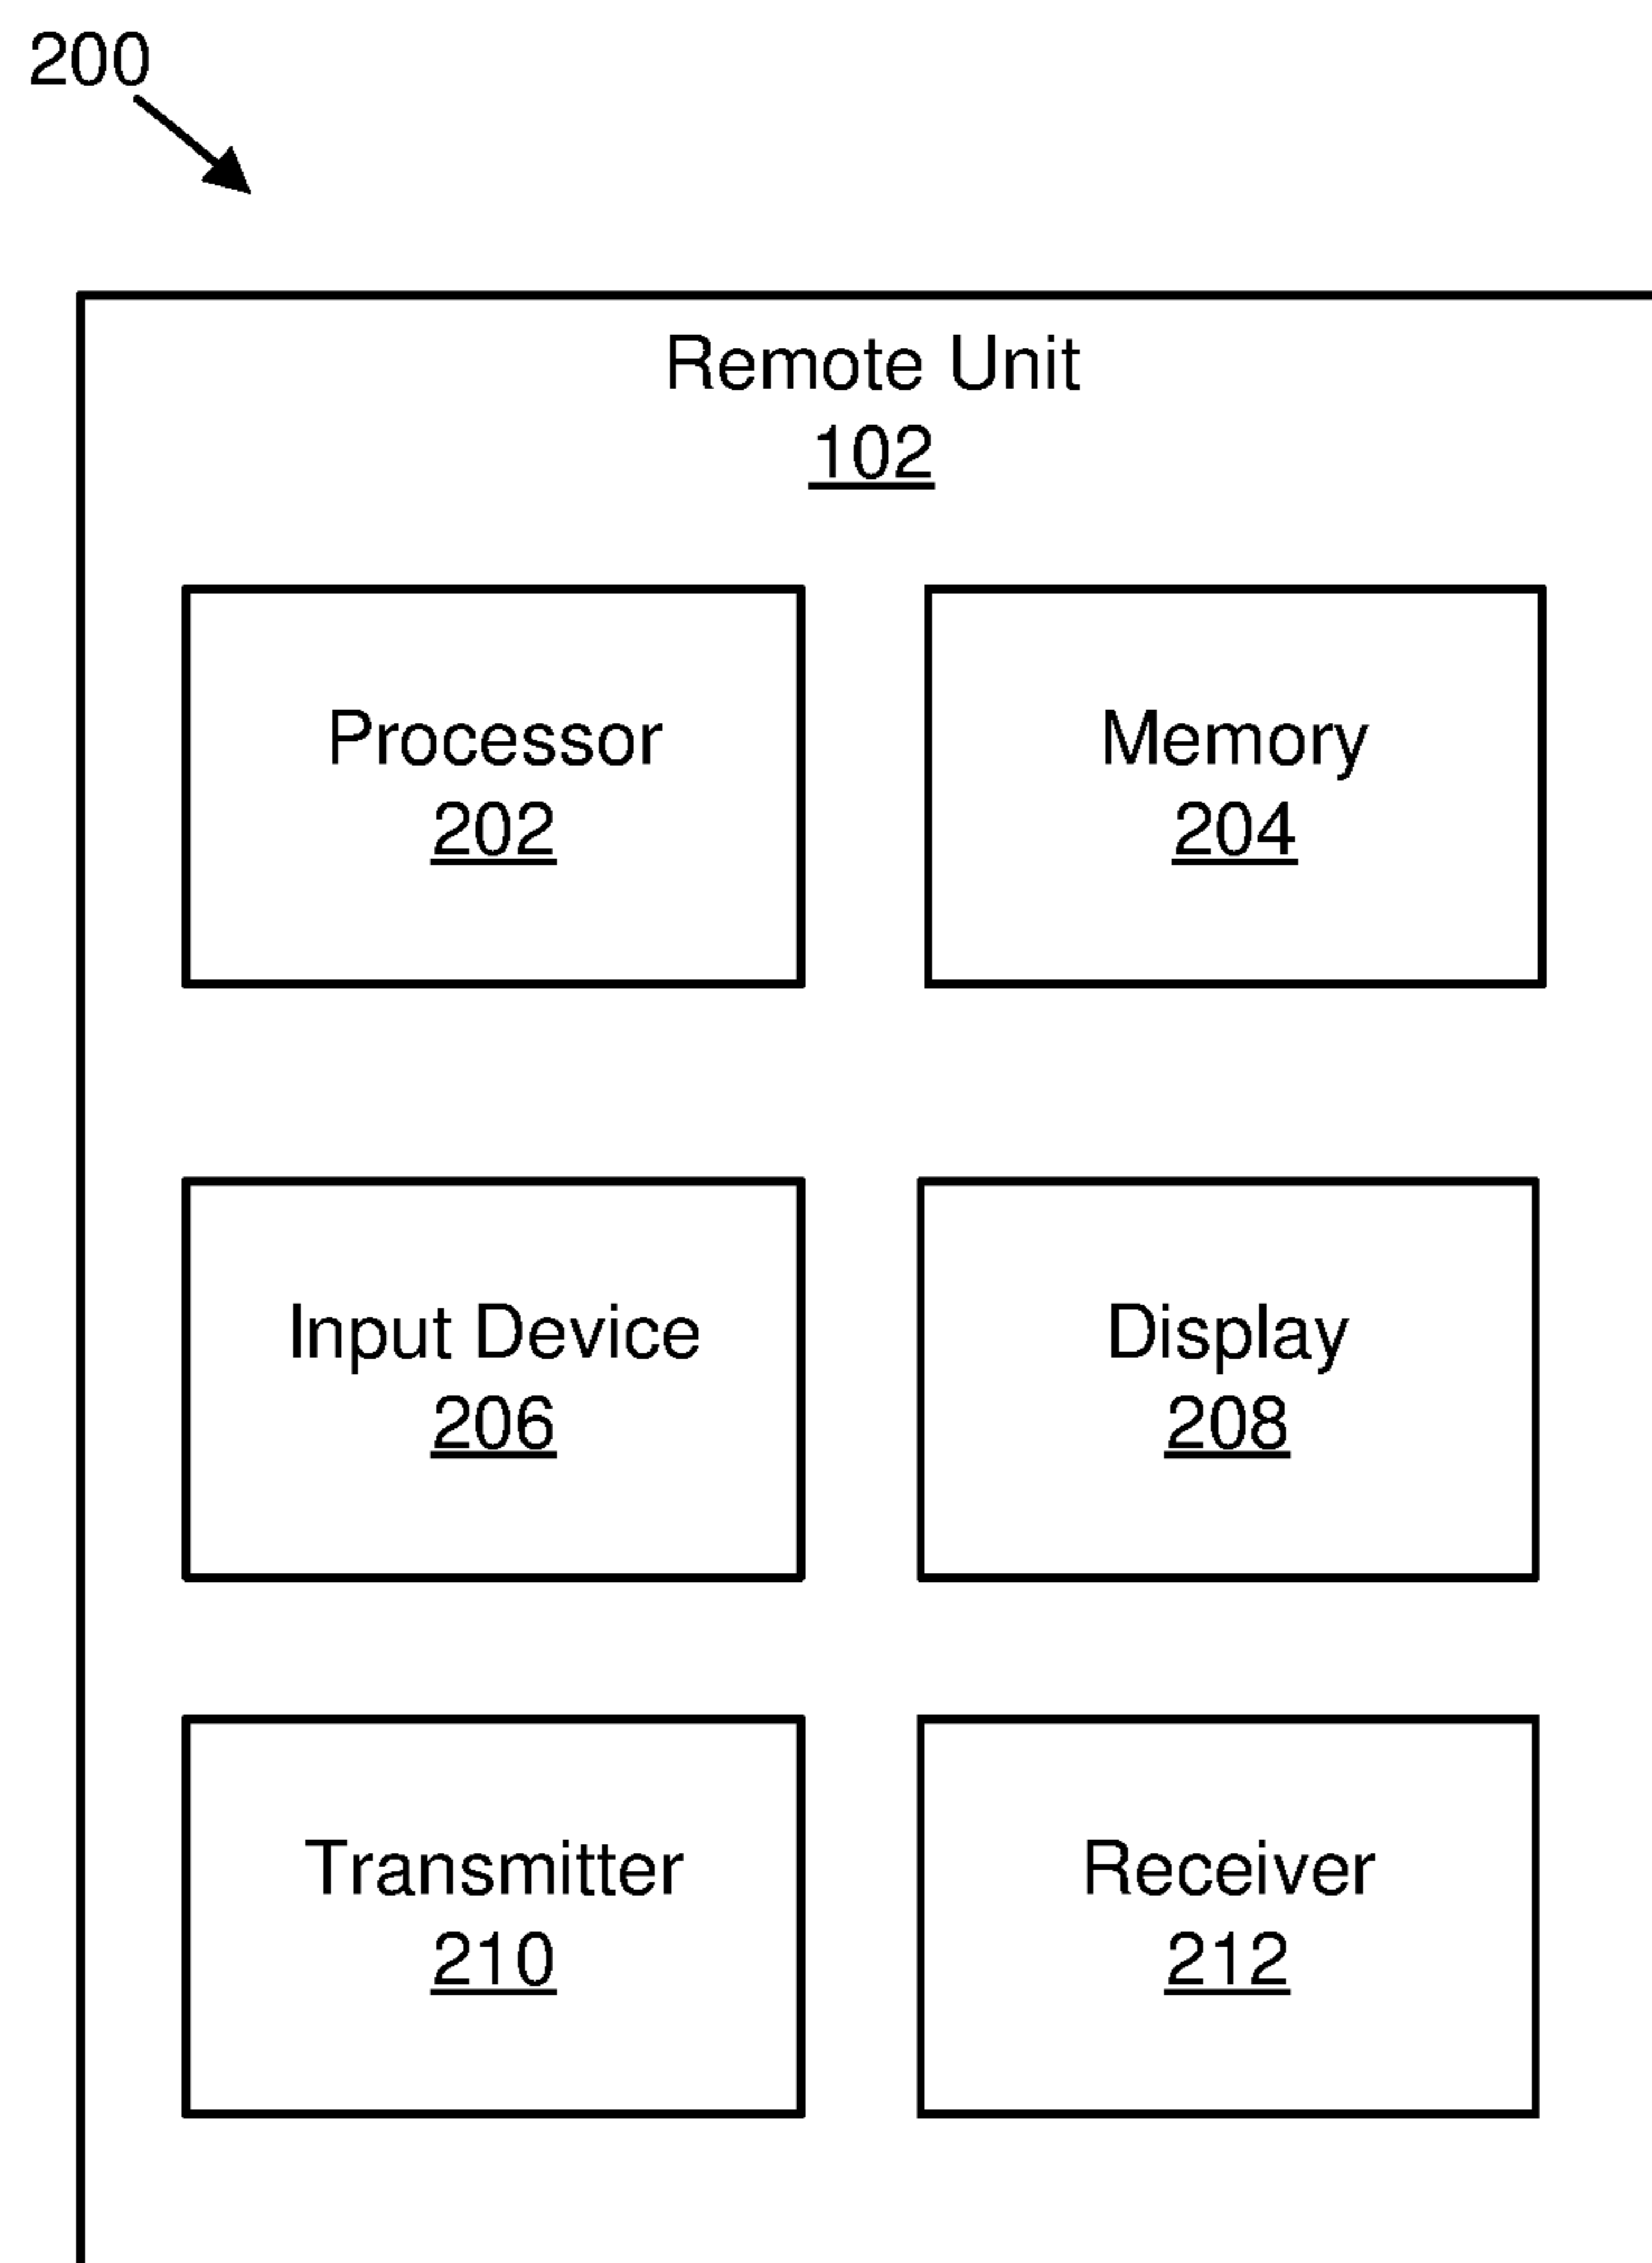 200
Remote Unit
102
Processor
202
Memory
204
Input Device
206
Display
208
Transmitter
210
Receiver
212